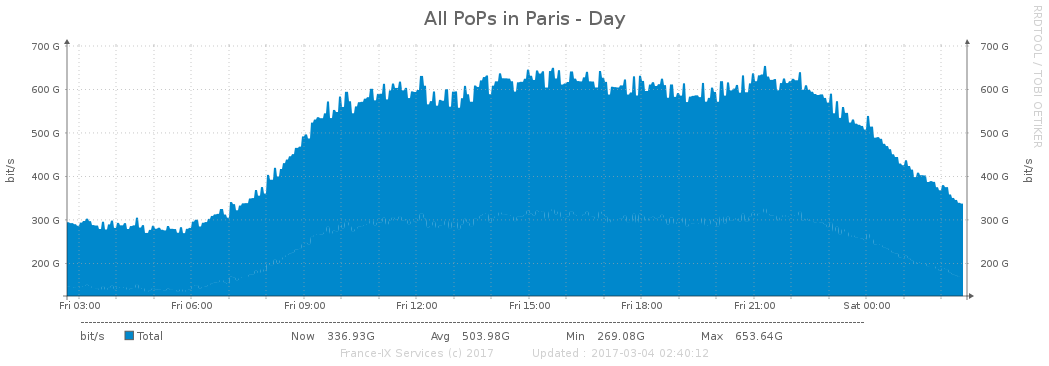 All PoPs in Paris - Day
RRDTOOL / TOBI OETIKER
700 G 700 G
600 G 600 G
500 G 500 G
400 G 400 G
300 G 300 G
200 G 200 G
bit/s
bit/s
Fri 03:00 Fri 06:00 Fri 09:00 Fri 12:00 Fri 15:00 Fri 18:00 Fri 21:00 Sat 00:00
bit/s Total Now 336.93G Avg 503.98G Min 269.08G Max 653.64G
France-IX Services (c) 2017 Updated : 2017-03-04 02:40:12